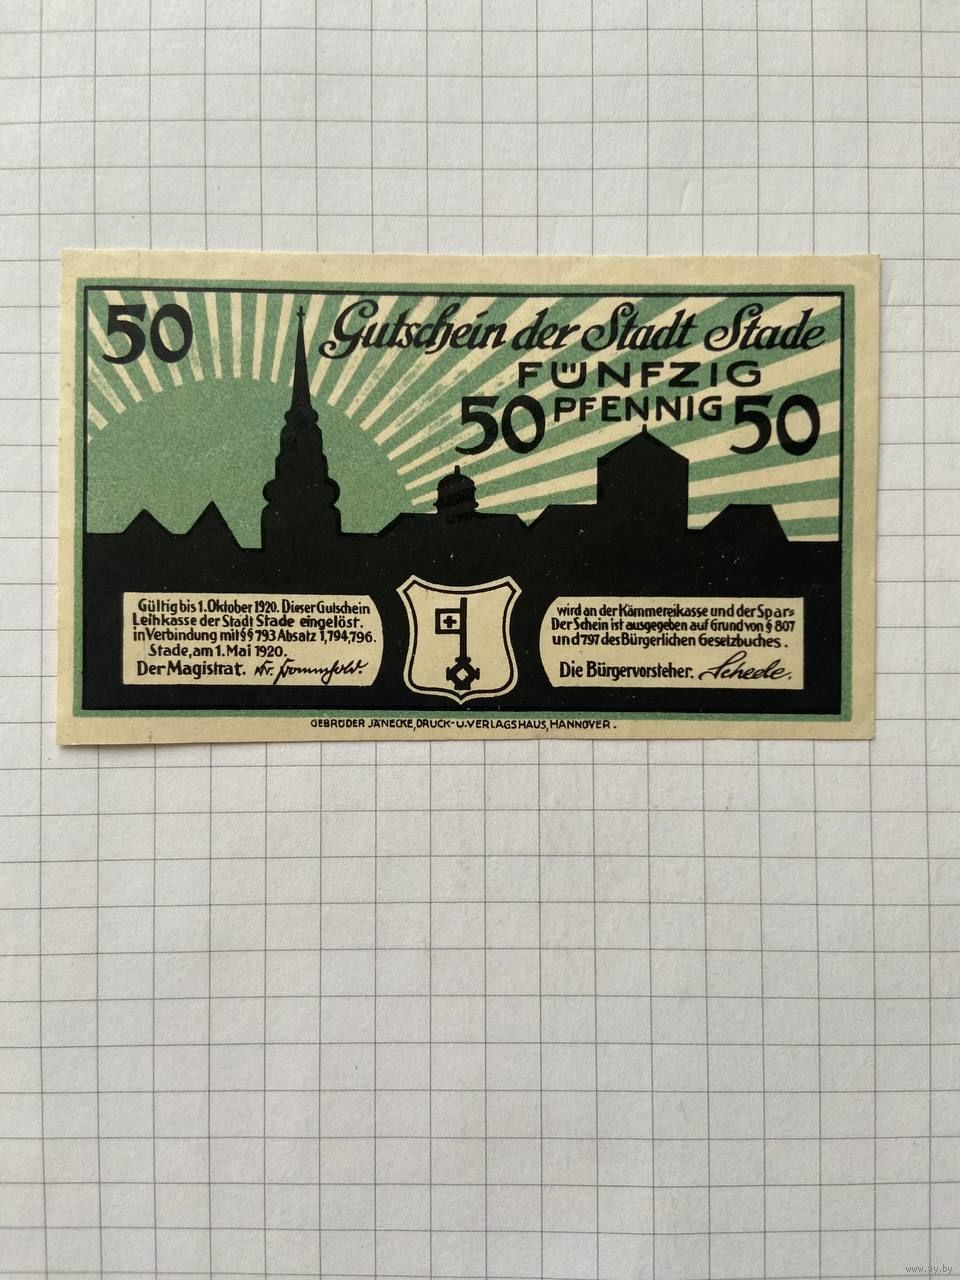 50
Gutschein der Stadt Stade
FÜNFZIG
50 PFENNIG 50
Gültig bis 1. Oktober 1920. Dieser Gutschein
Leihkasse der Stadt Stade eingelöst.
in Verbindung mit §§ 793 Absatz 1, 794, 796.
Stade, am 1. Mai 1920.
Der Magistrat.
wird an der Kämmereikasse und der Spar=
Der Schein ist ausgegeben auf Grund von § 807
und 797 des Bürgerlichen Gesetzbuches.
Die Bürgervorsteher. Scheele.
GEBRÜDER JÄNECKE, DRUCK- U. VERLAGSHAUS, HANNOVER.
www.ay.by